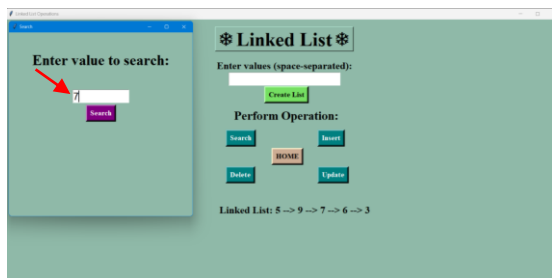 Linked List Operations
Search
Enter value to search:
7
Search
❄ Linked List ❄
Enter values (space-separated):
Create List
Perform Operation:
Search
Insert
HOME
Delete
Update
Linked List: 5 --> 9 --> 7 --> 6 --> 3